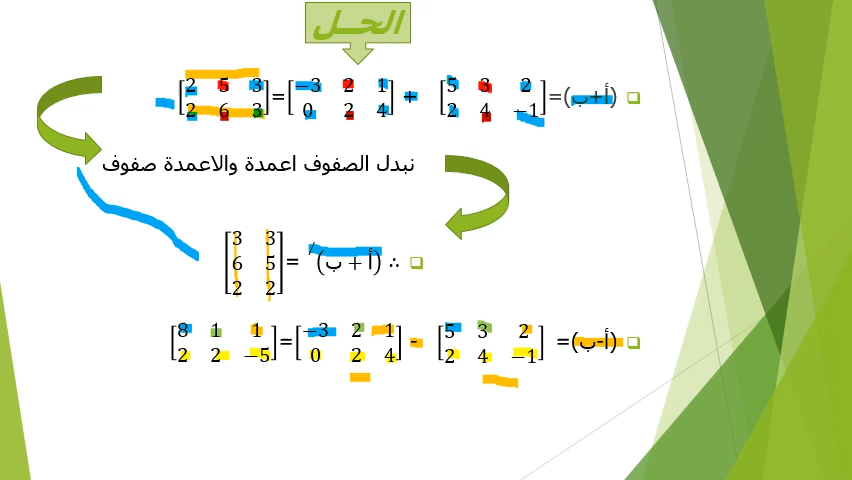 الحـل
(أ+ب)= [5 3 2 / 2 4 −1] + [−3 2 1 / 0 2 4] = [2 5 3 / 2 6 3]
نبدل الصفوف اعمدة والاعمدة صفوف
∴ (أ + ب)/ = [3 3 / 6 5 / 2 2]
(أ-ب)= [5 3 2 / 2 4 −1] - [−3 2 1 / 0 2 4] = [8 1 1 / 2 2 −5]